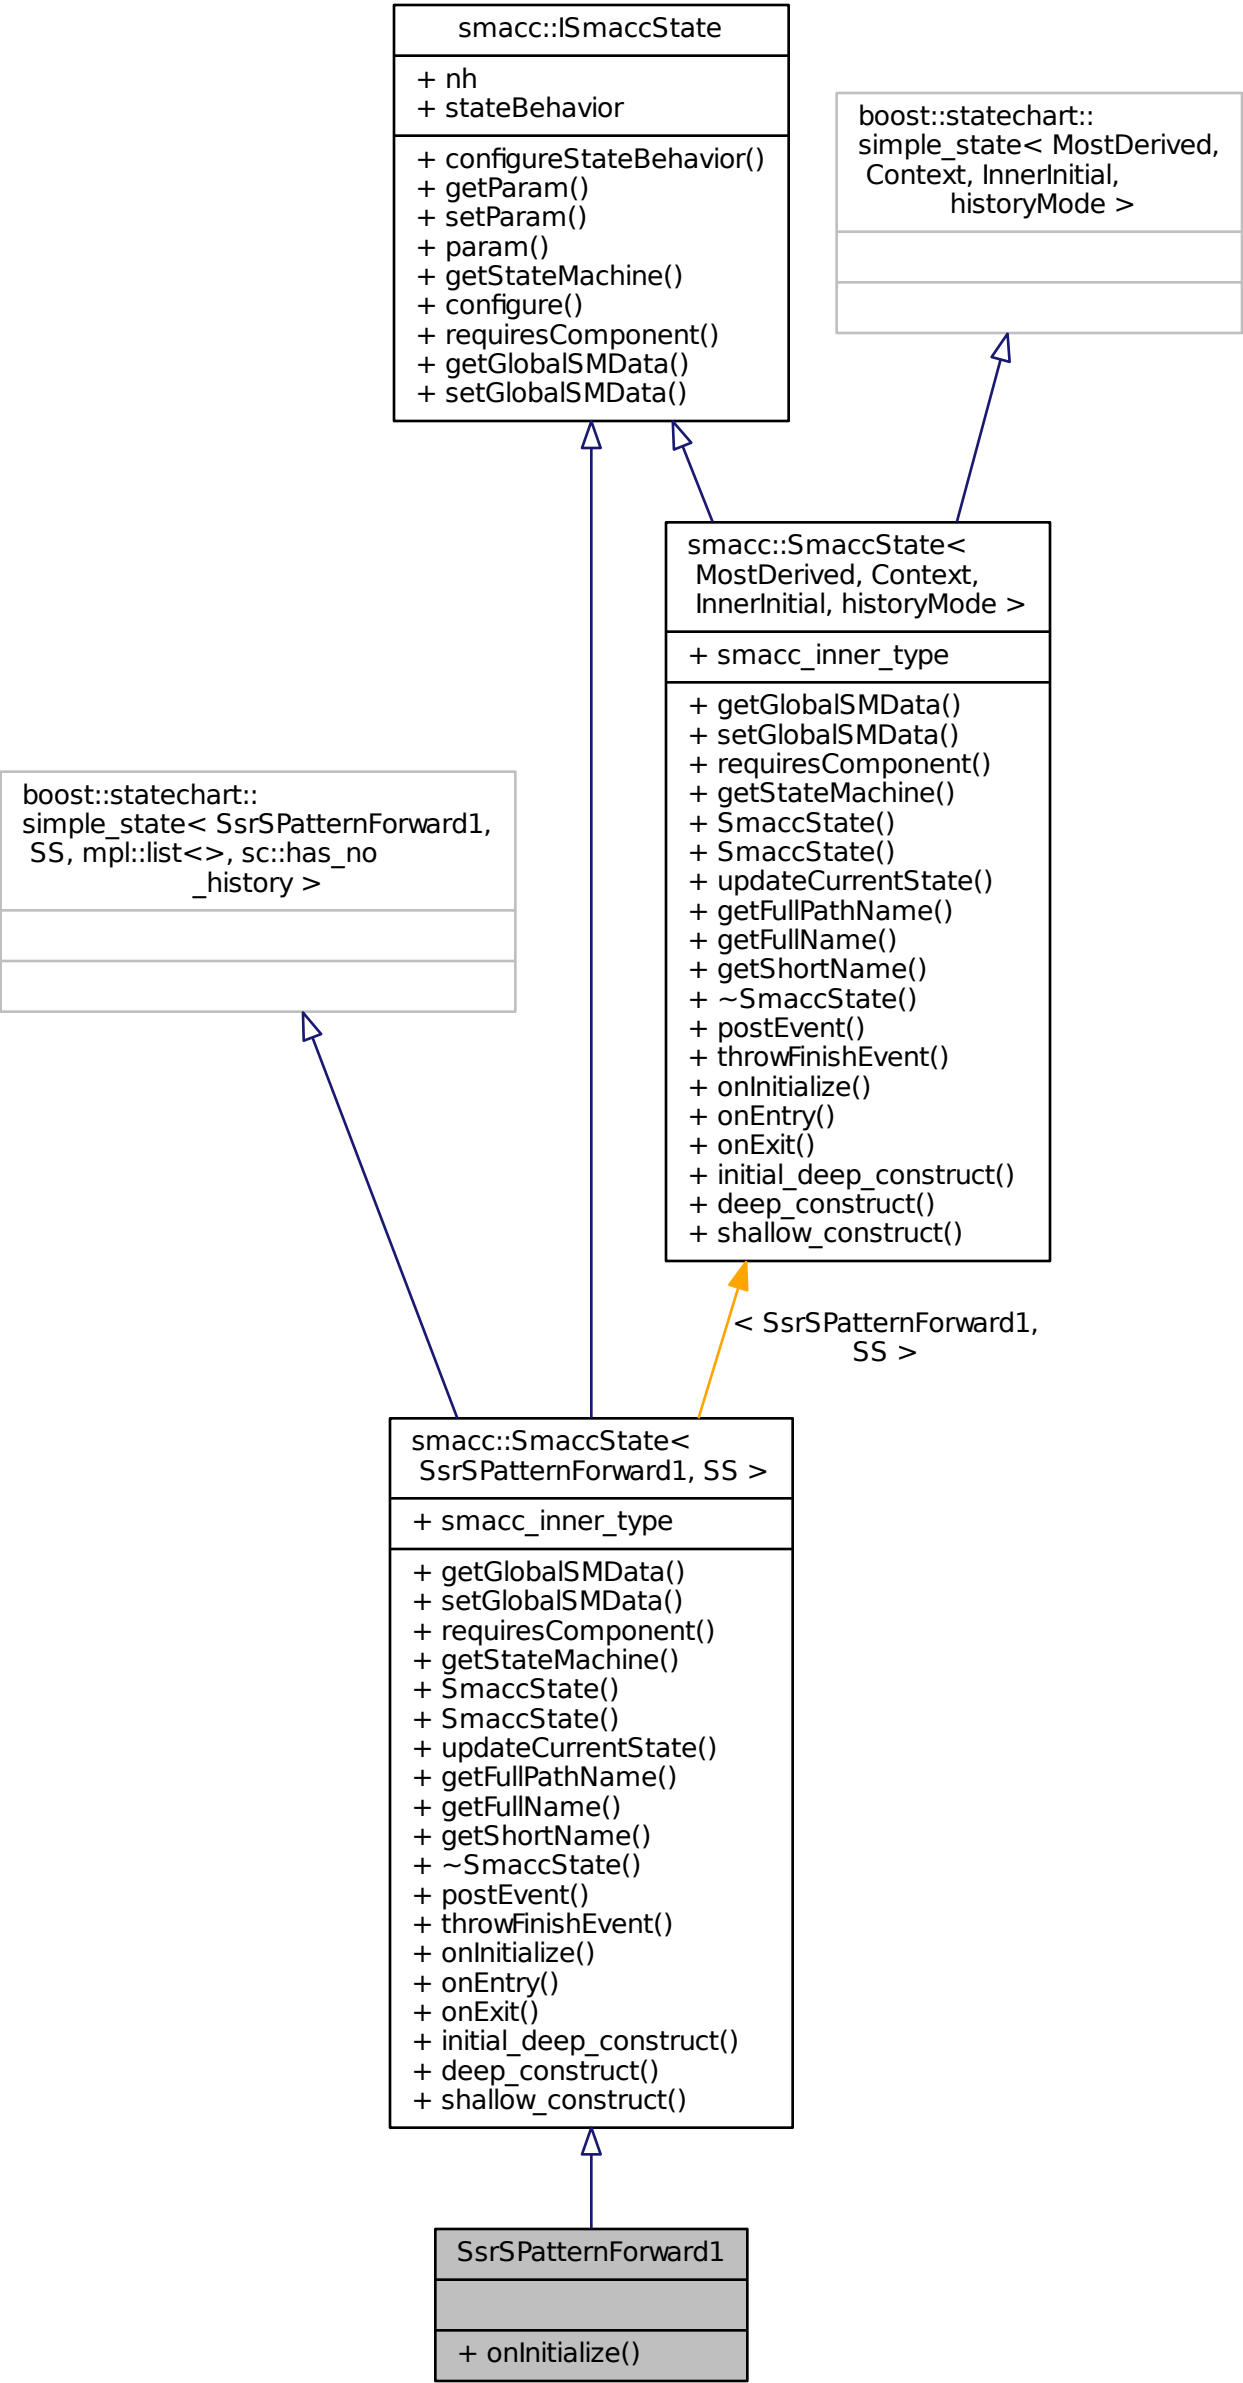 smacc::ISmaccState
+ nh
+ stateBehavior
+ configureStateBehavior()
+ getParam()
+ setParam()
+ param()
+ getStateMachine()
+ configure()
+ requiresComponent()
+ getGlobalSMData()
+ setGlobalSMData()
boost::statechart::
simple_state< MostDerived,
Context, InnerInitial,
historyMode >
smacc::SmaccState<
MostDerived, Context,
InnerInitial, historyMode >
+ smacc_inner_type
+ getGlobalSMData()
+ setGlobalSMData()
+ requiresComponent()
+ getStateMachine()
+ SmaccState()
+ SmaccState()
+ updateCurrentState()
+ getFullPathName()
+ getFullName()
+ getShortName()
+ ~SmaccState()
+ postEvent()
+ throwFinishEvent()
+ onInitialize()
+ onEntry()
+ onExit()
+ initial_deep_construct()
+ deep_construct()
+ shallow_construct()
boost::statechart::
simple_state< SsrSPatternForward1,
SS, mpl::list<>, sc::has_no
_history >
< SsrSPatternForward1,
SS >
smacc::SmaccState<
SsrSPatternForward1, SS >
+ smacc_inner_type
+ getGlobalSMData()
+ setGlobalSMData()
+ requiresComponent()
+ getStateMachine()
+ SmaccState()
+ SmaccState()
+ updateCurrentState()
+ getFullPathName()
+ getFullName()
+ getShortName()
+ ~SmaccState()
+ postEvent()
+ throwFinishEvent()
+ onInitialize()
+ onEntry()
+ onExit()
+ initial_deep_construct()
+ deep_construct()
+ shallow_construct()
SsrSPatternForward1
+ onInitialize()